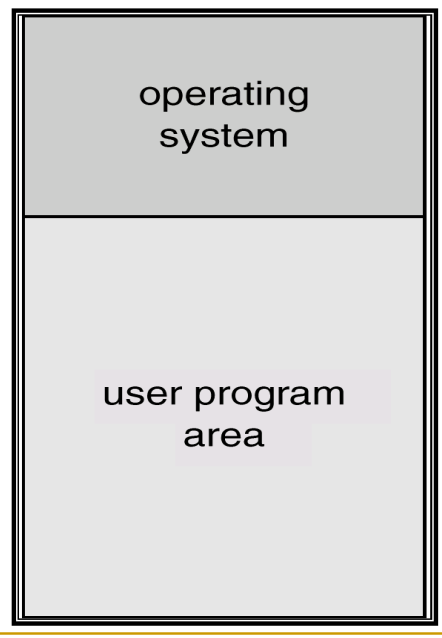 operating
system
user program
area